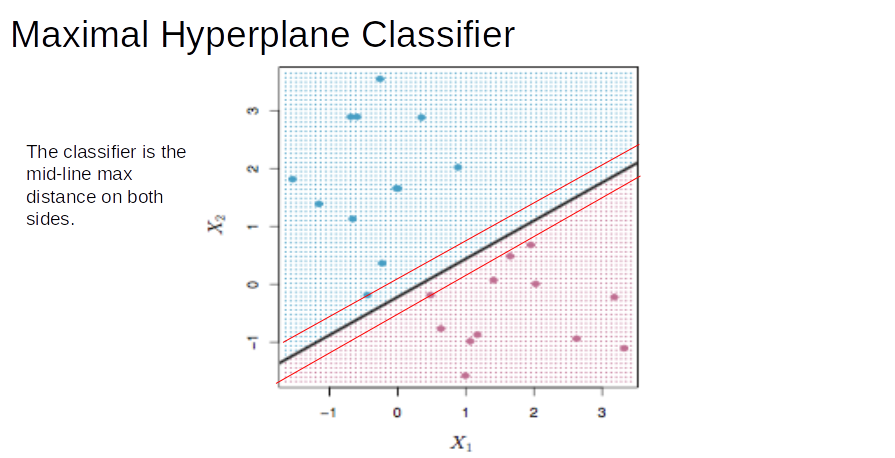 Maximal Hyperplane Classifier
The classifier is the
mid-line max
distance on both
sides.
X2
3
2
1
0
−1
−1 0 1 2 3
X1